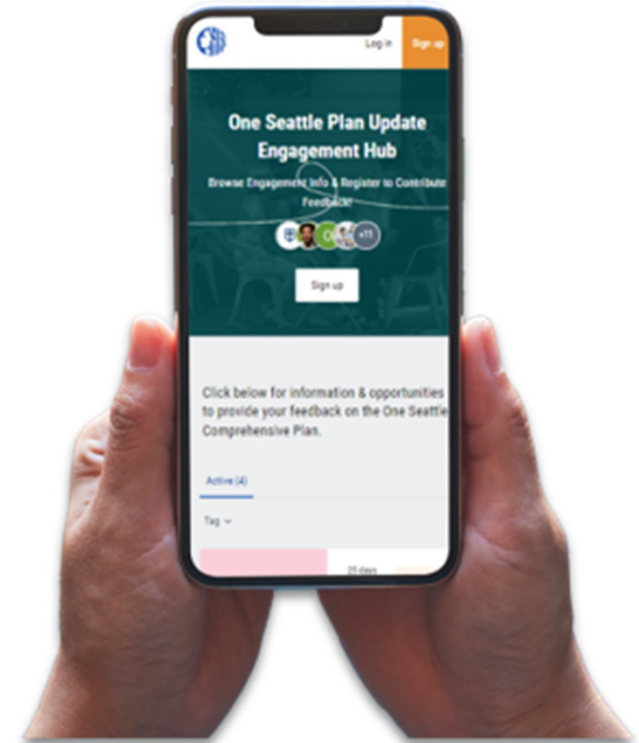 Log in
Sign up
One Seattle Plan Update
Engagement Hub
Browse Engagement Info & Register to Contribute
Feedback!
+11
Sign up
Click below for information & opportunities
to provide your feedback on the One Seattle
Comprehensive Plan.
Active (4)
Tag
25 days